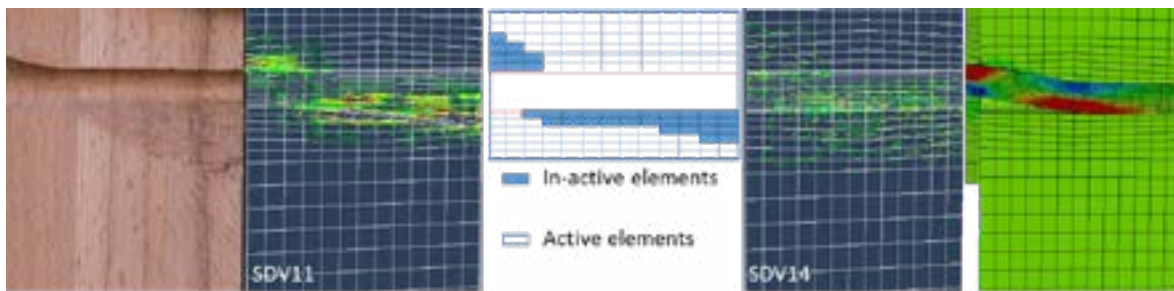 SDV11
In-active elements
Active elements
SDV14